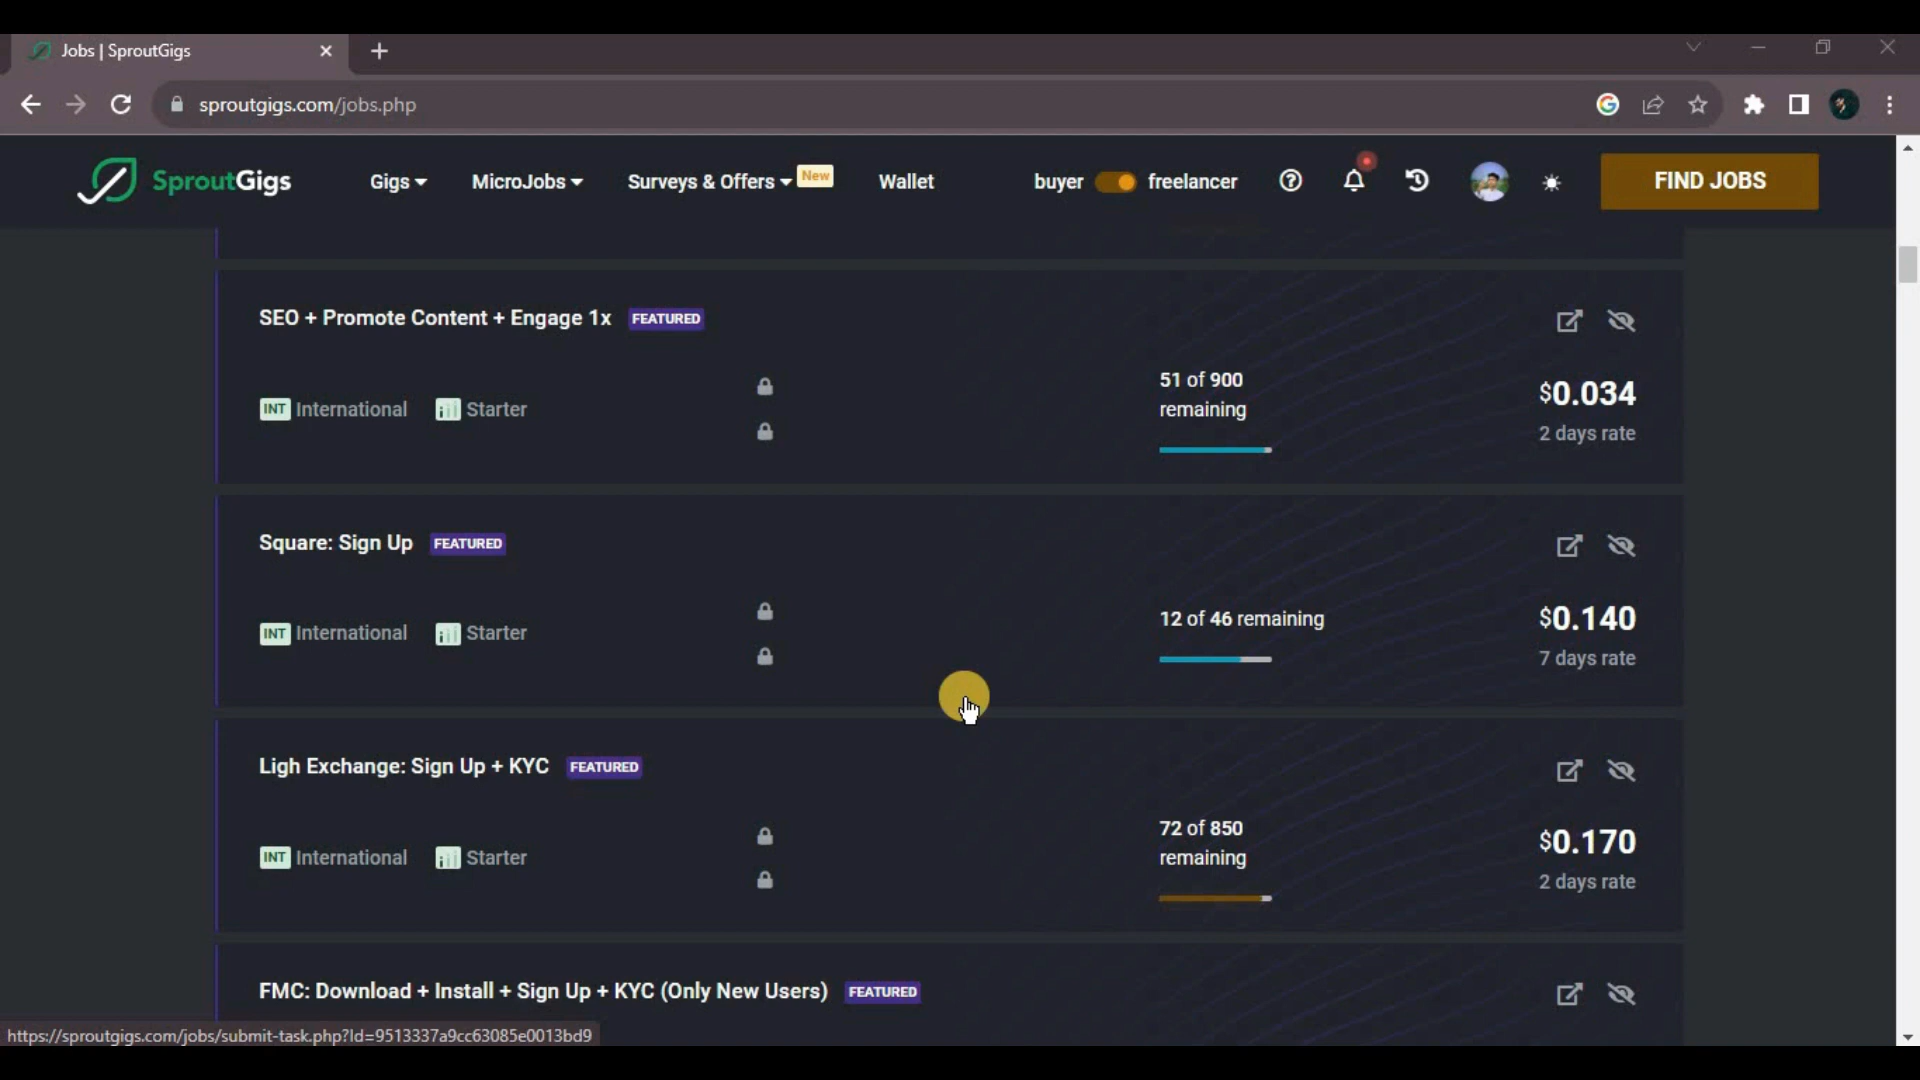 Jobs | SproutGigs
sproutgigs.com/jobs.php
SproutGigs Gigs MicroJobs Surveys & Offers New Wallet buyer freelancer FIND JOBS
SEO + Promote Content + Engage 1x FEATURED
INT International Starter
51 of 900
remaining
$0.034
2 days rate
Square: Sign Up FEATURED
INT International Starter
12 of 46 remaining
$0.140
7 days rate
Ligh Exchange: Sign Up + KYC FEATURED
INT International Starter
72 of 850
remaining
$0.170
2 days rate
FMC: Download + Install + Sign Up + KYC (Only New Users) FEATURED
https://sproutgigs.com/jobs/submit-task.php?Id=9513337a9cc63085e0013bd9